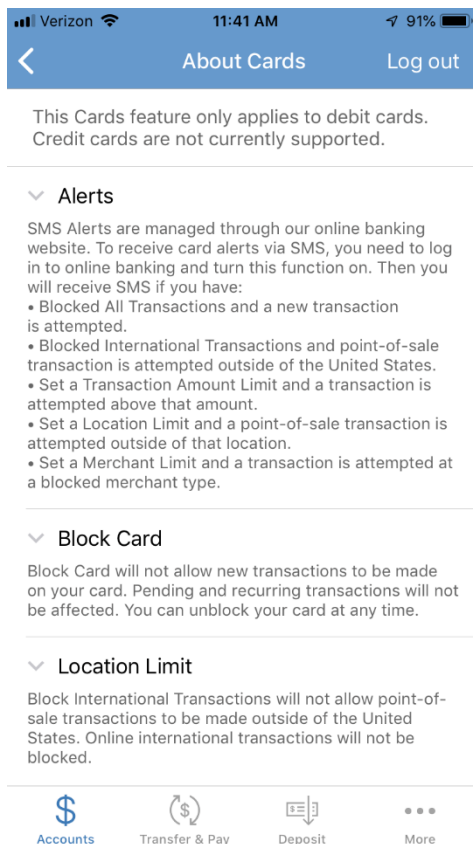 Verizon 11:41 AM 91%
About Cards Log out
This Cards feature only applies to debit cards.
Credit cards are not currently supported.
Alerts
SMS Alerts are managed through our online banking
website. To receive card alerts via SMS, you need to log
in to online banking and turn this function on. Then you
will receive SMS if you have:
• Blocked All Transactions and a new transaction
is attempted.
• Blocked International Transactions and point-of-sale
transaction is attempted outside of the United States.
• Set a Transaction Amount Limit and a transaction is
attempted above that amount.
• Set a Location Limit and a point-of-sale transaction is
attempted outside of that location.
• Set a Merchant Limit and a transaction is attempted at
a blocked merchant type.
Block Card
Block Card will not allow new transactions to be made
on your card. Pending and recurring transactions will not
be affected. You can unblock your card at any time.
Location Limit
Block International Transactions will not allow point-of-
sale transactions to be made outside of the United
States. Online international transactions will not be
blocked.
Accounts Transfer & Pay Deposit More